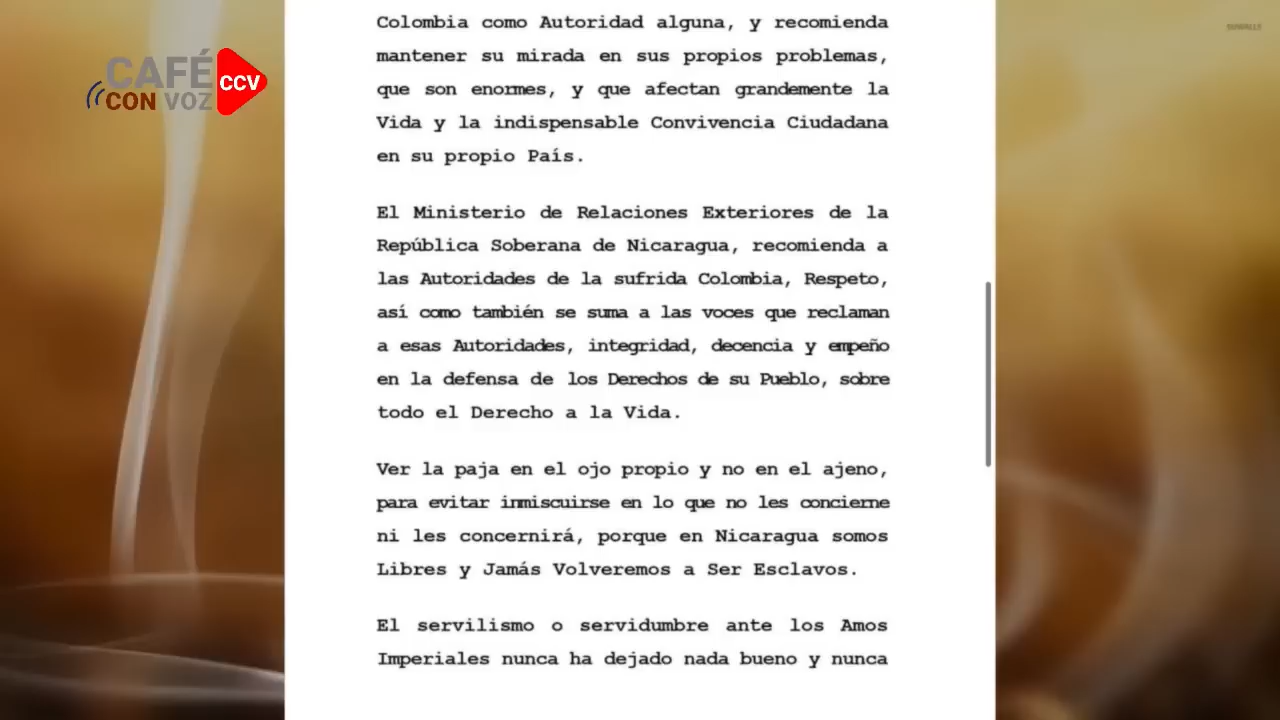 CAFÉ
CON VOZ
CCV
Colombia como Autoridad alguna, y recomienda
mantener su mirada en sus propios problemas,
que son enormes, y que afectan grandemente la
Vida y la indispensable Convivencia Ciudadana
en su propio País.
El Ministerio de Relaciones Exteriores de la
República Soberana de Nicaragua, recomienda a
las Autoridades de la sufrida Colombia, Respeto,
así como también se suma a las voces que reclaman
a esas Autoridades, integridad, decencia y empeño
en la defensa de los Derechos de su Pueblo, sobre
todo el Derecho a la Vida.
Ver la paja en el ojo propio y no en el ajeno,
para evitar inmiscuirse en lo que no les concierne
ni les concernirá, porque en Nicaragua somos
Libres y Jamás Volveremos a Ser Esclavos.
El servilismo o servidumbre ante los Amos
Imperiales nunca ha dejado nada bueno y nunca